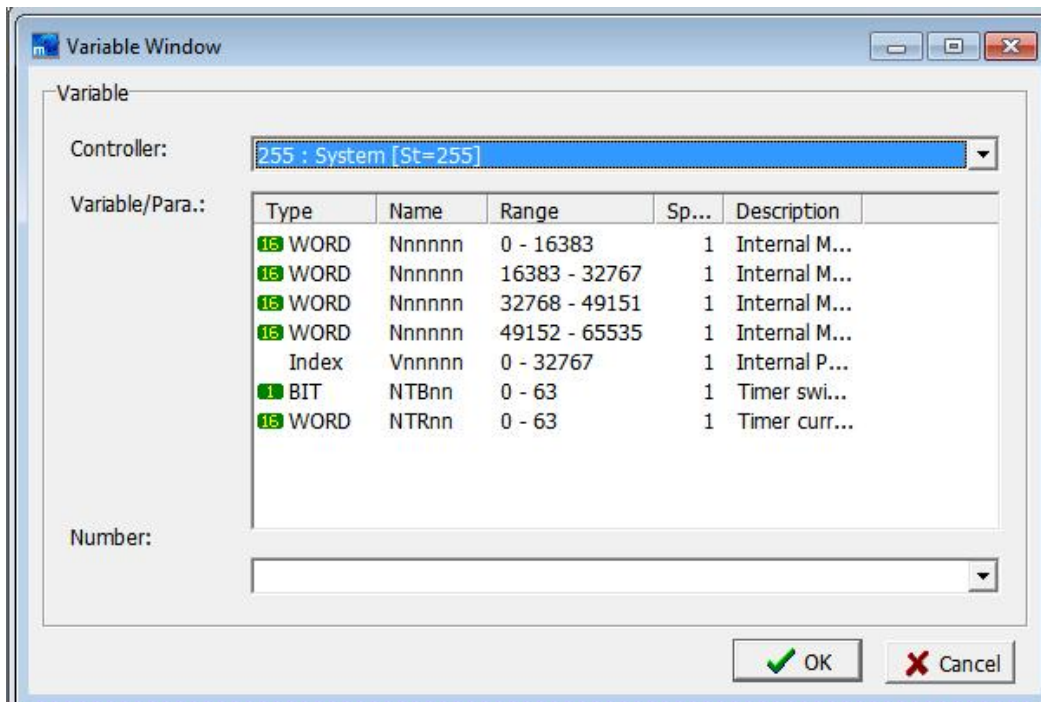 Variable Window
Variable
Controller: 255 : System [St=255]
Variable/Para.:
Type Name Range Sp... Description
16 WORD Nnnnnn 0 - 16383 1 Internal M...
16 WORD Nnnnnn 16383 - 32767 1 Internal M...
16 WORD Nnnnnn 32768 - 49151 1 Internal M...
16 WORD Nnnnnn 49152 - 65535 1 Internal M...
Index Vnnnnn 0 - 32767 1 Internal P...
1 BIT NTBnn 0 - 63 1 Timer swi...
16 WORD NTRnn 0 - 63 1 Timer curr...
Number:
OK Cancel